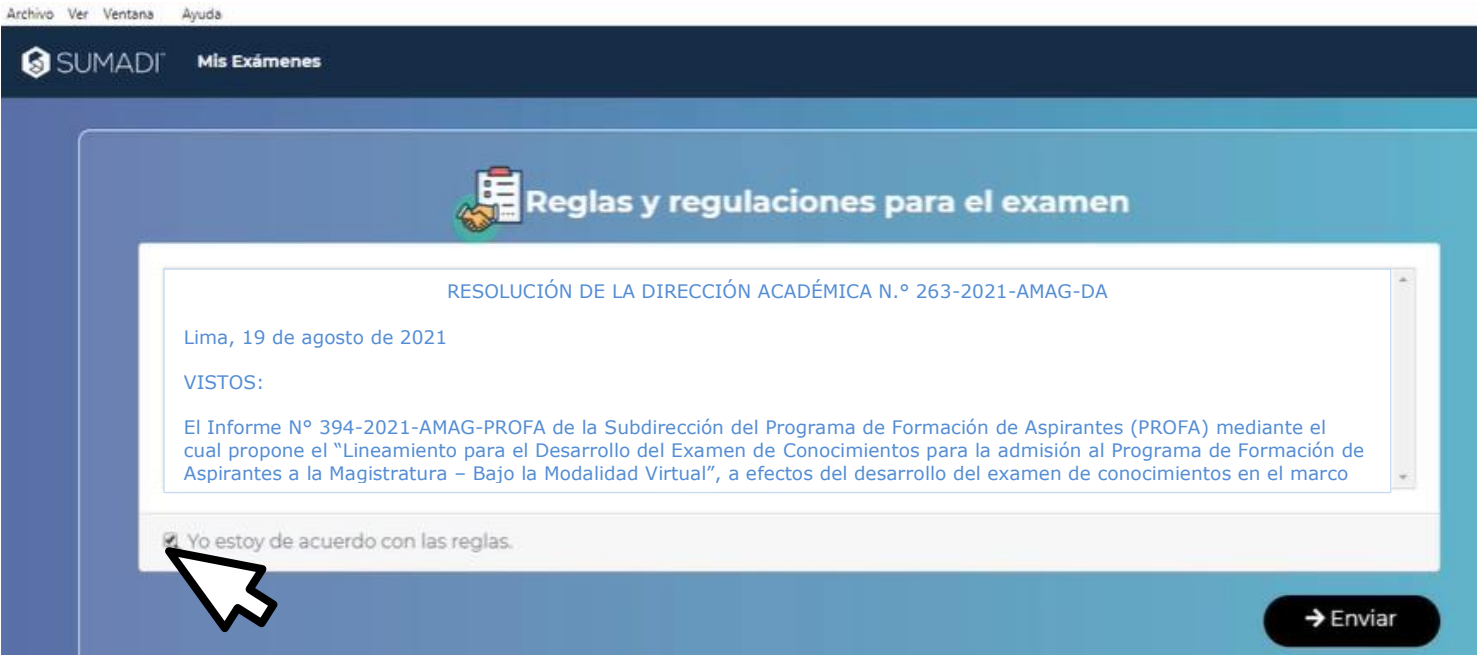 Archivo Ver Ventana Ayuda
SUMADI™ Mis Exámenes
Reglas y regulaciones para el examen
RESOLUCIÓN DE LA DIRECCIÓN ACADÉMICA N.° 263-2021-AMAG-DA
Lima, 19 de agosto de 2021
VISTOS:
El Informe N° 394-2021-AMAG-PROFA de la Subdirección del Programa de Formación de Aspirantes (PROFA) mediante el
cual propone el “Lineamiento para el Desarrollo del Examen de Conocimientos para la admisión al Programa de Formación de
Aspirantes a la Magistratura – Bajo la Modalidad Virtual”, a efectos del desarrollo del examen de conocimientos en el marco
Yo estoy de acuerdo con las reglas.
Enviar